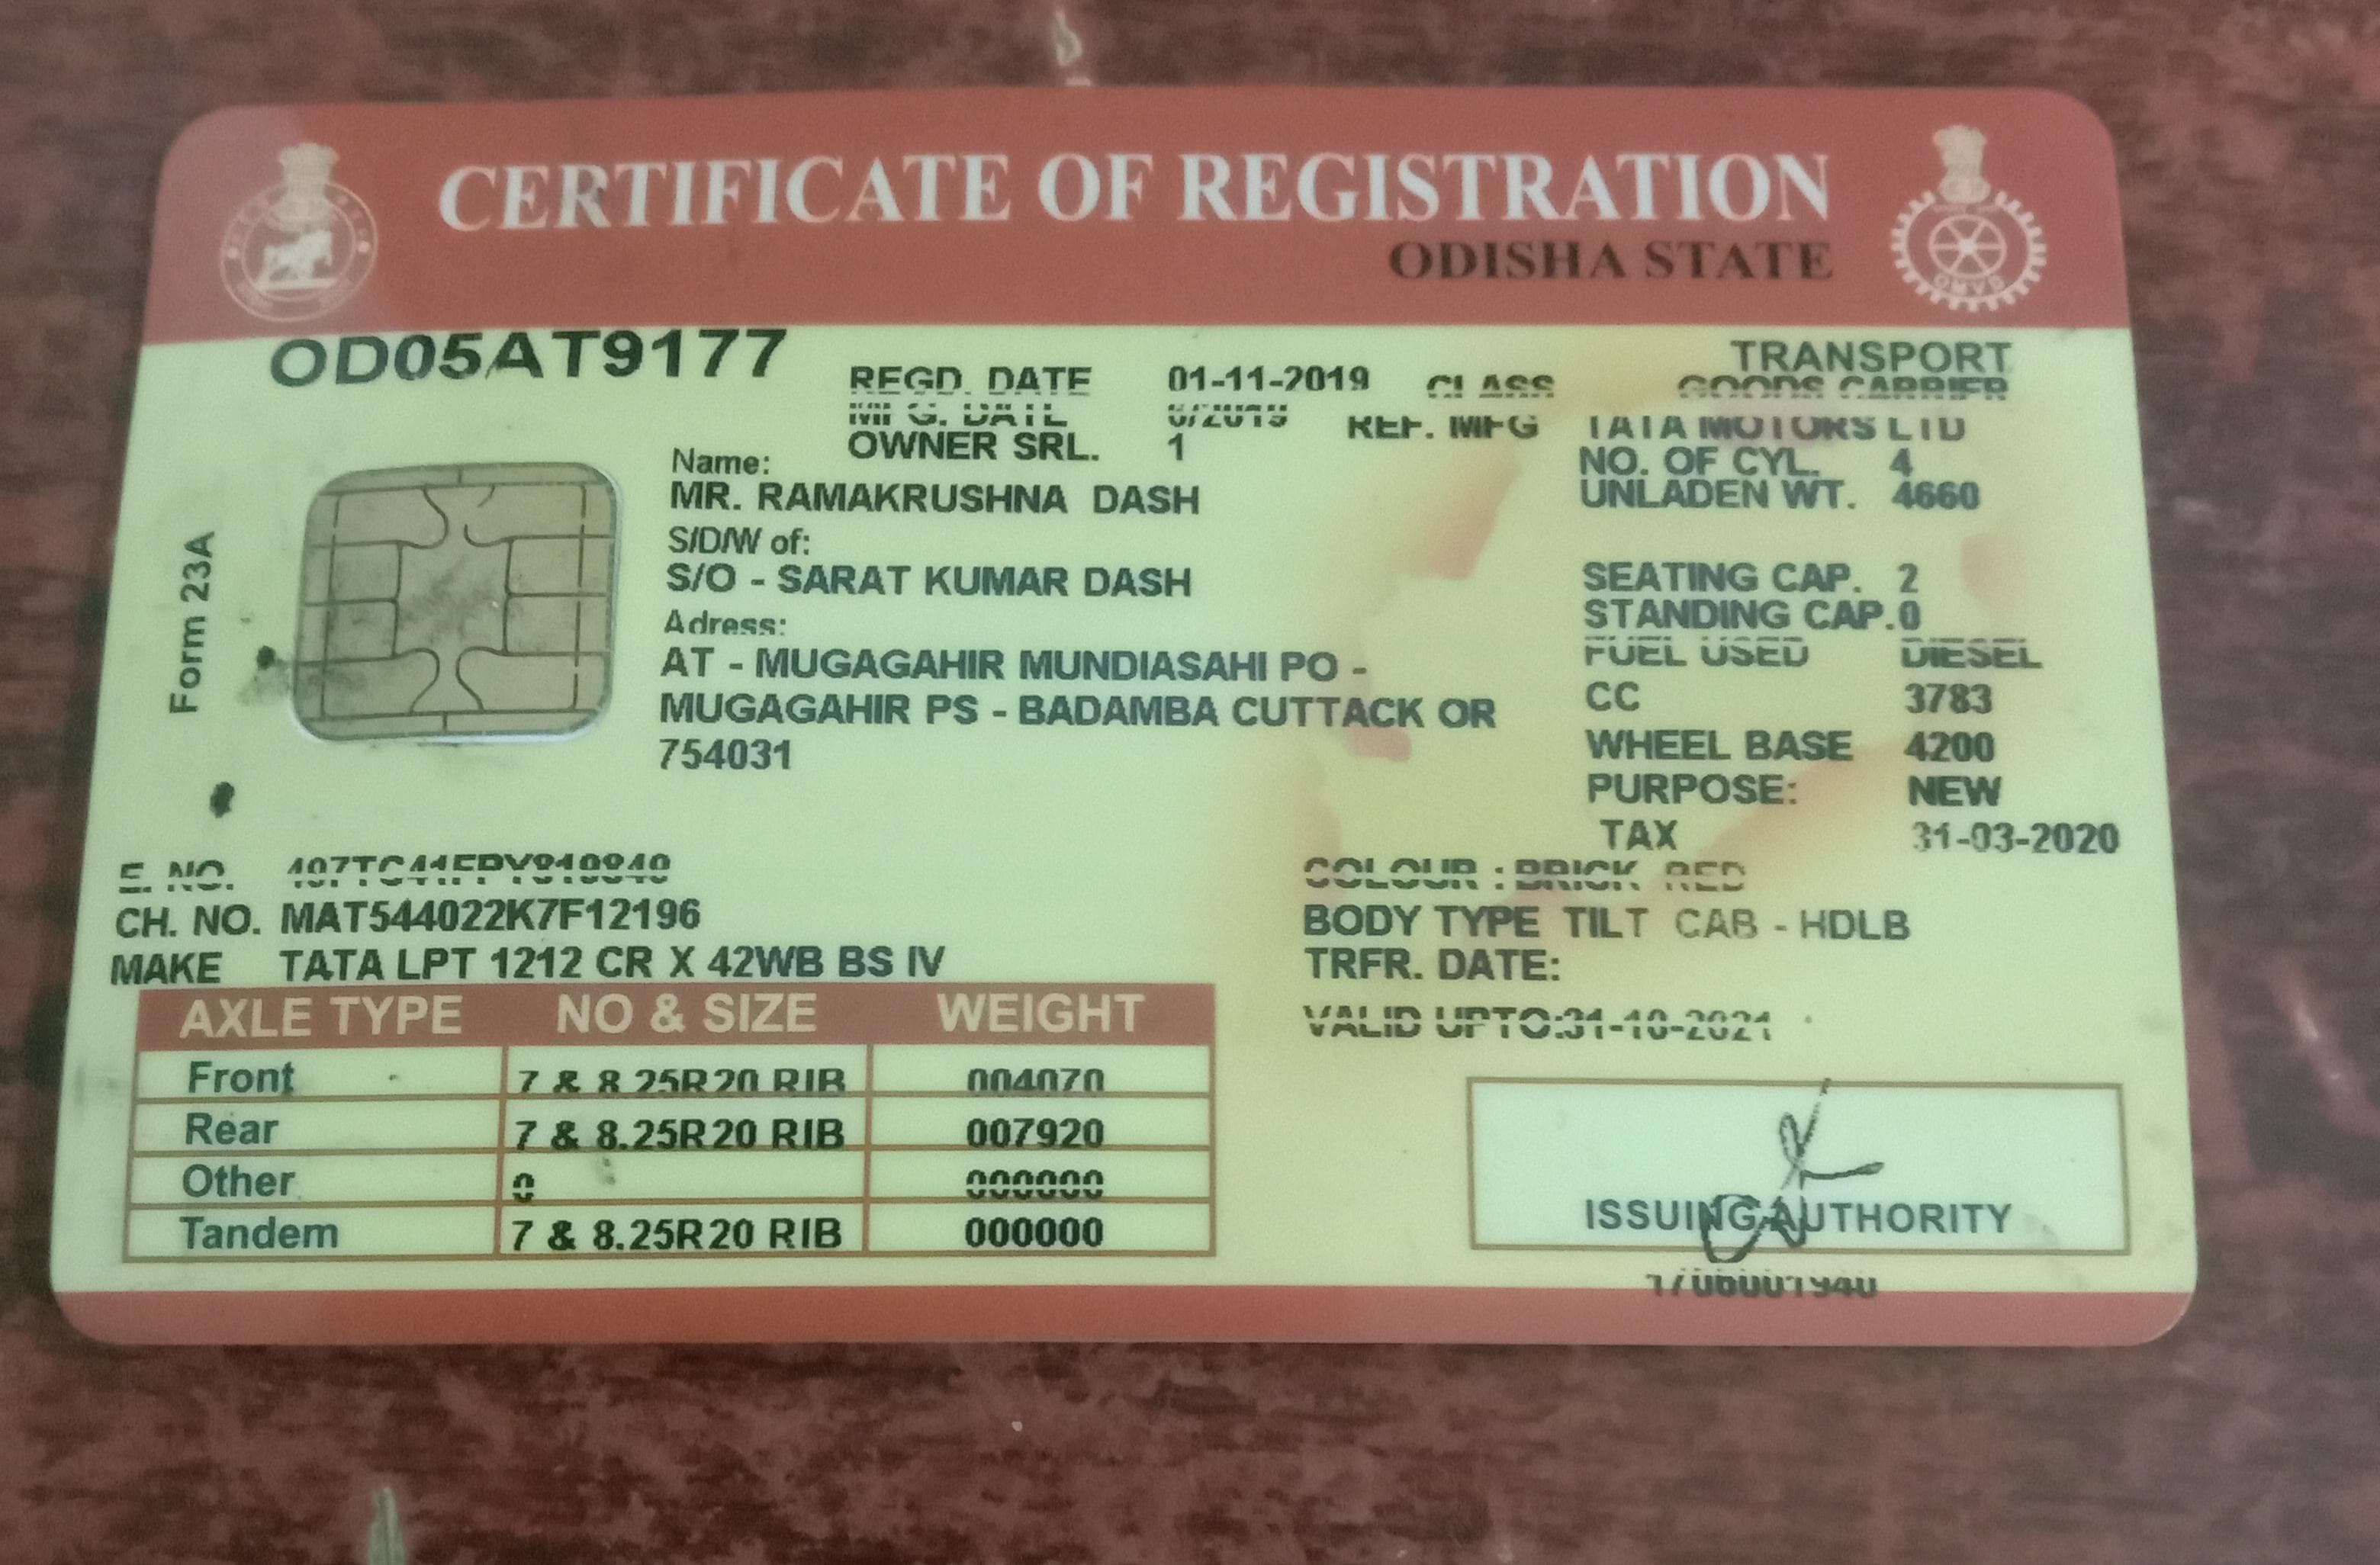 CERTIFICATE OF REGISTRATION
ODISHA STATE
OD05AT9177
TRANSPORT
REGD. DATE 01-11-2019 CLASS GOODS CARRIER
MFG. DATE 6/2019 REF. MFG TATA MOTORS LTD
OWNER SRL. 1
NO. OF CYL. 4
UNLADEN WT. 4660
Name:
MR. RAMAKRUSHNA DASH
S/D/W of:
S/O - SARAT KUMAR DASH
Adress:
AT - MUGAGAHIR MUNDIASAHI PO -
MUGAGAHIR PS - BADAMBA CUTTACK OR
754031
Form 23A
SEATING CAP. 2
STANDING CAP.0
FUEL USED DIESEL
CC 3783
WHEEL BASE 4200
PURPOSE: NEW
TAX 31-03-2020
E. NO.
CH. NO. MAT544022K7F12196
MAKE TATA LPT 1212 CR X 42WB BS IV
COLOUR : BRICK RED
BODY TYPE TILT CAB - HDLB
TRFR. DATE:
VALID UPTO:31-10-2021
AXLE TYPE NO & SIZE WEIGHT
Front 7 & 8.25R20 RIB 004070
Rear 7 & 8.25R20 RIB 007920
Other 0 000000
Tandem 7 & 8.25R20 RIB 000000
ISSUING AUTHORITY